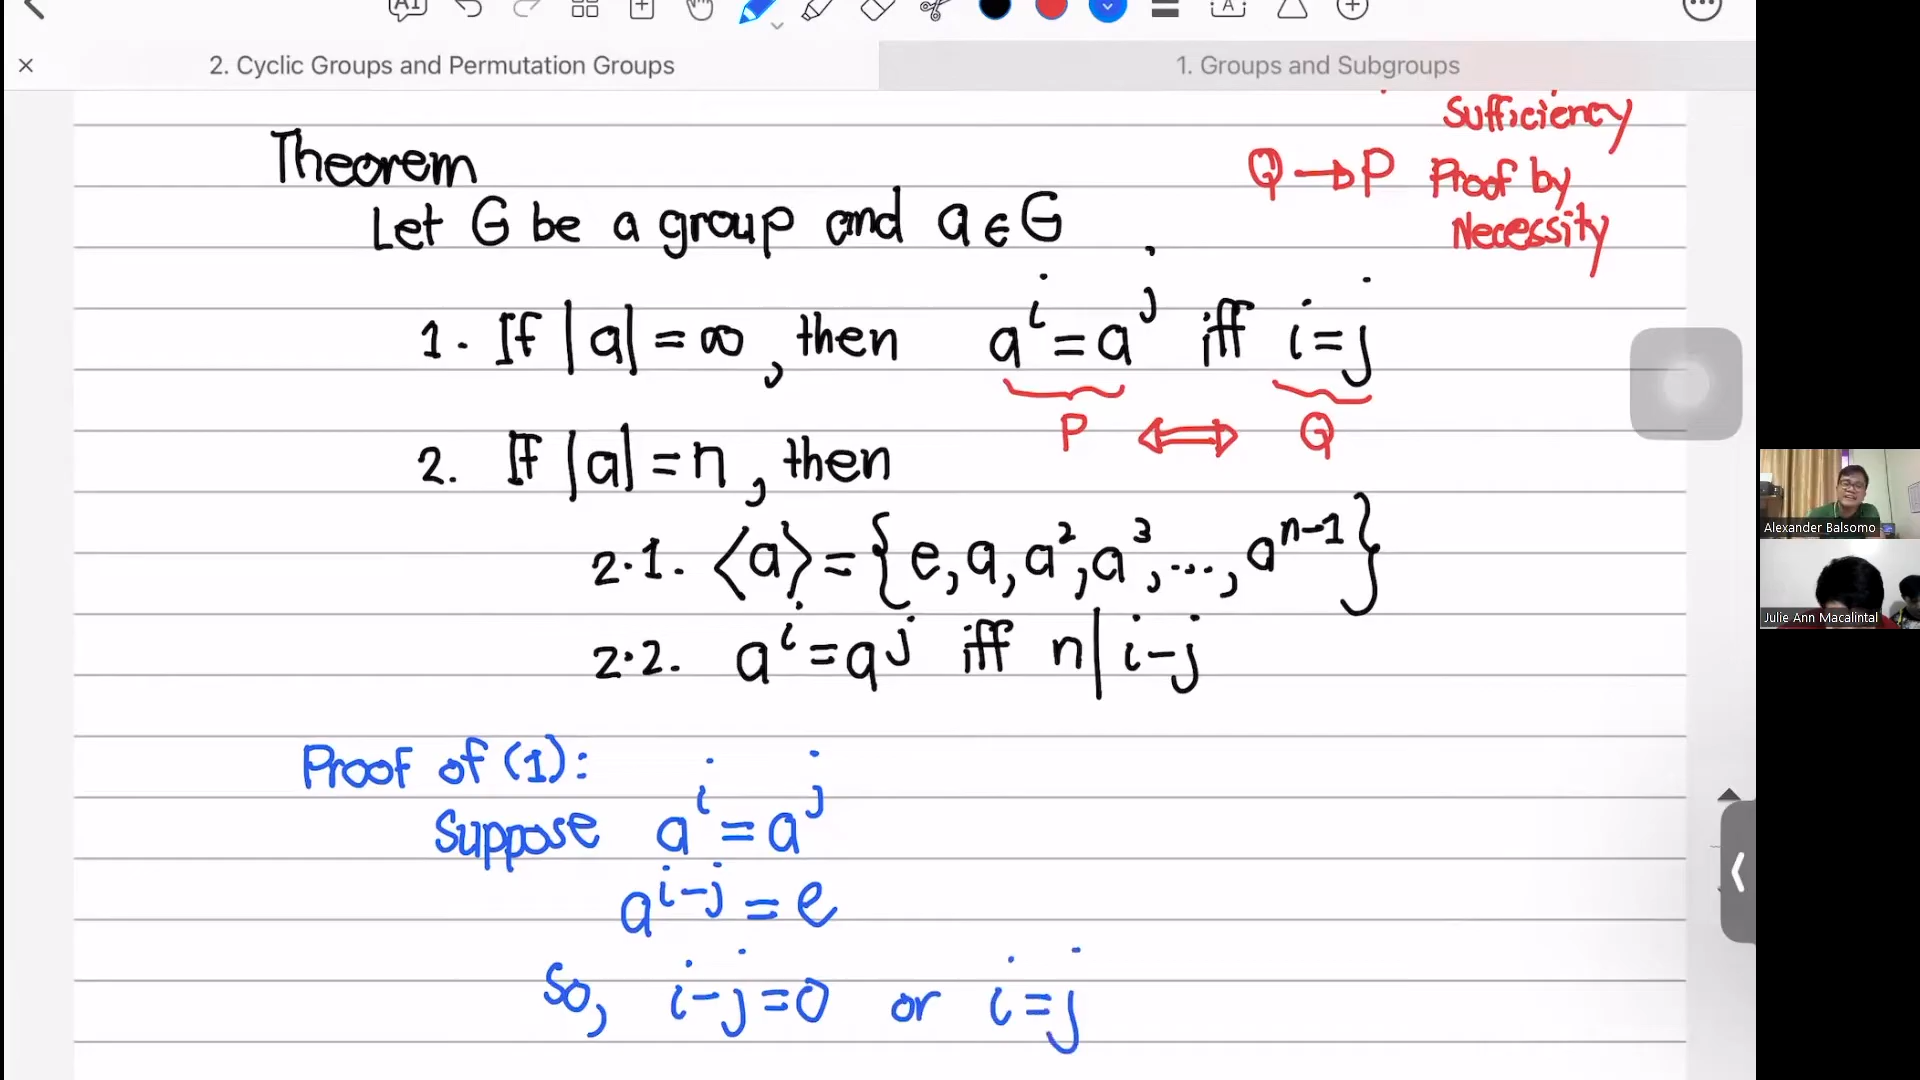 2. Cyclic Groups and Permutation Groups
1. Groups and Subgroups
Sufficiency
Q → P Proof by
Necessity
Theorem
Let G be a group and a ∈ G
1. If |a| = ∞, then a^i = a^j iff i = j
P ⟺ Q
2. If |a| = n, then
2.1. ⟨a⟩ = {e, a, a², a³, ..., a^{n-1}}
2.2. a^i = a^j iff n | i - j
Proof of (1):
Suppose a^i = a^j
a^{i-j} = e
So, i - j = 0 or i = j
Alexander Balsomo
Julie Ann Macalintal